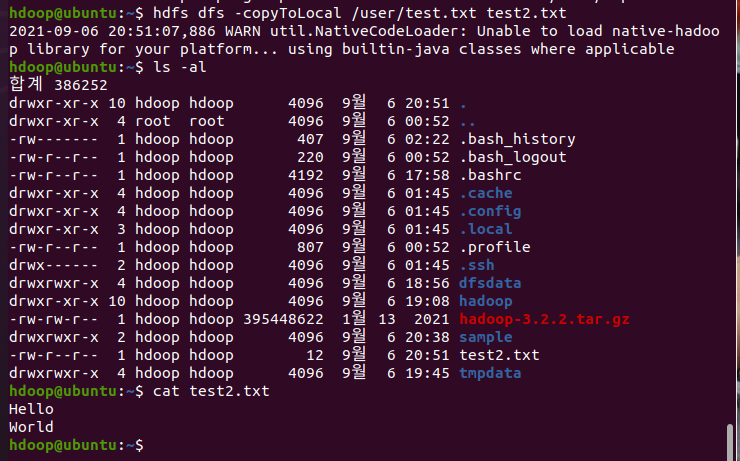 hdoop@ubuntu:~$ hdfs dfs -copyToLocal /user/test.txt test2.txt
2021-09-06 20:51:07,886 WARN util.NativeCodeLoader: Unable to load native-hadoo
p library for your platform... using builtin-java classes where applicable
hdoop@ubuntu:~$ ls -al
합계 386252
drwxr-xr-x 10 hdoop hdoop      4096  9월  6 20:51 .
drwxr-xr-x  4 root  root       4096  9월  6 00:52 ..
-rw-------  1 hdoop hdoop       407  9월  6 02:22 .bash_history
-rw-r--r--  1 hdoop hdoop       220  9월  6 00:52 .bash_logout
-rw-r--r--  1 hdoop hdoop      4192  9월  6 17:58 .bashrc
drwxr-xr-x  4 hdoop hdoop      4096  9월  6 01:45 .cache
drwxr-xr-x  4 hdoop hdoop      4096  9월  6 01:45 .config
drwxr-xr-x  3 hdoop hdoop      4096  9월  6 01:45 .local
-rw-r--r--  1 hdoop hdoop       807  9월  6 00:52 .profile
drwx------  2 hdoop hdoop      4096  9월  6 01:45 .ssh
drwxrwxr-x  4 hdoop hdoop      4096  9월  6 18:56 dfsdata
drwxr-xr-x 10 hdoop hdoop      4096  9월  6 19:08 hadoop
-rw-rw-r--  1 hdoop hdoop 395448622  1월 13  2021 hadoop-3.2.2.tar.gz
drwxrwxr-x  2 hdoop hdoop      4096  9월  6 20:38 sample
-rw-r--r--  1 hdoop hdoop        12  9월  6 20:51 test2.txt
drwxrwxr-x  4 hdoop hdoop      4096  9월  6 19:45 tmpdata
hdoop@ubuntu:~$ cat test2.txt
Hello
World
hdoop@ubuntu:~$